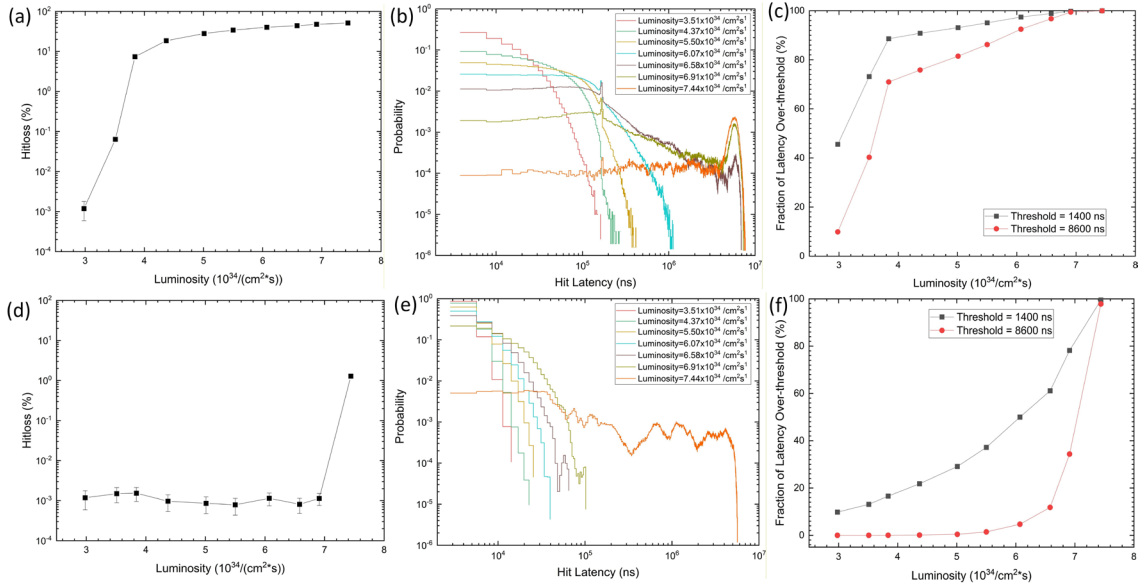 (a)
10²
10¹
10⁰
10⁻¹
10⁻²
10⁻³
10⁻⁴
Hitloss (%)
3 4 5 6 7 8
Luminosity (10³⁴/(cm²*s))
(b)
10⁰
10⁻¹
10⁻²
10⁻³
10⁻⁴
10⁻⁵
10⁻⁶
Probability
Luminosity=3.51x10³⁴ /cm²s¹
Luminosity=4.37x10³⁴ /cm²s¹
Luminosity=5.50x10³⁴ /cm²s¹
Luminosity=6.07x10³⁴ /cm²s¹
Luminosity=6.58x10³⁴ /cm²s¹
Luminosity=6.91x10³⁴ /cm²s¹
Luminosity=7.44x10³⁴ /cm²s¹
10⁴ 10⁵ 10⁶ 10⁷
Hit Latency (ns)
(c)
100
80
60
40
20
0
Fraction of Latency Over-threshold (%)
Threshold = 1400 ns
Threshold = 8600 ns
3 4 5 6 7 8
Luminosity (10³⁴/cm²*s)
(d)
10²
10¹
10⁰
10⁻¹
10⁻²
10⁻³
10⁻⁴
Hitloss (%)
3 4 5 6 7 8
Luminosity (10³⁴/(cm²*s))
(e)
10⁰
10⁻¹
10⁻²
10⁻³
10⁻⁴
10⁻⁵
10⁻⁶
Probability
Luminosity=3.51x10³⁴ /cm²s¹
Luminosity=4.37x10³⁴ /cm²s¹
Luminosity=5.50x10³⁴ /cm²s¹
Luminosity=6.07x10³⁴ /cm²s¹
Luminosity=6.58x10³⁴ /cm²s¹
Luminosity=6.91x10³⁴ /cm²s¹
Luminosity=7.44x10³⁴ /cm²s¹
10⁴ 10⁵ 10⁶ 10⁷
Hit Latency (ns)
(f)
100
80
60
40
20
0
Fraction of Latency Over-threshold (%)
Threshold = 1400 ns
Threshold = 8600 ns
3 4 5 6 7 8
Luminosity (10³⁴/cm²*s)